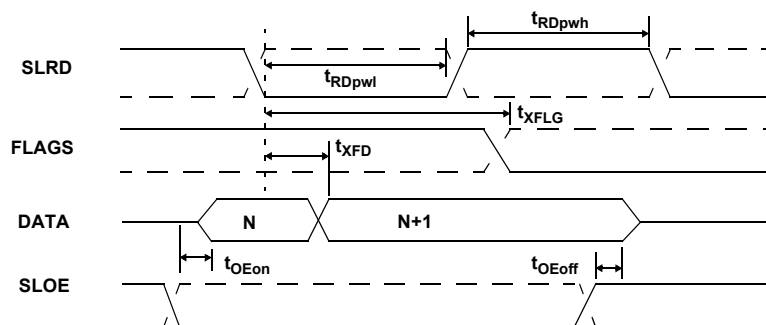 tRDpwh
SLRD
tRDpwl
tXFLG
FLAGS
tXFD
DATA N N+1
tOEon tOEoff
SLOE